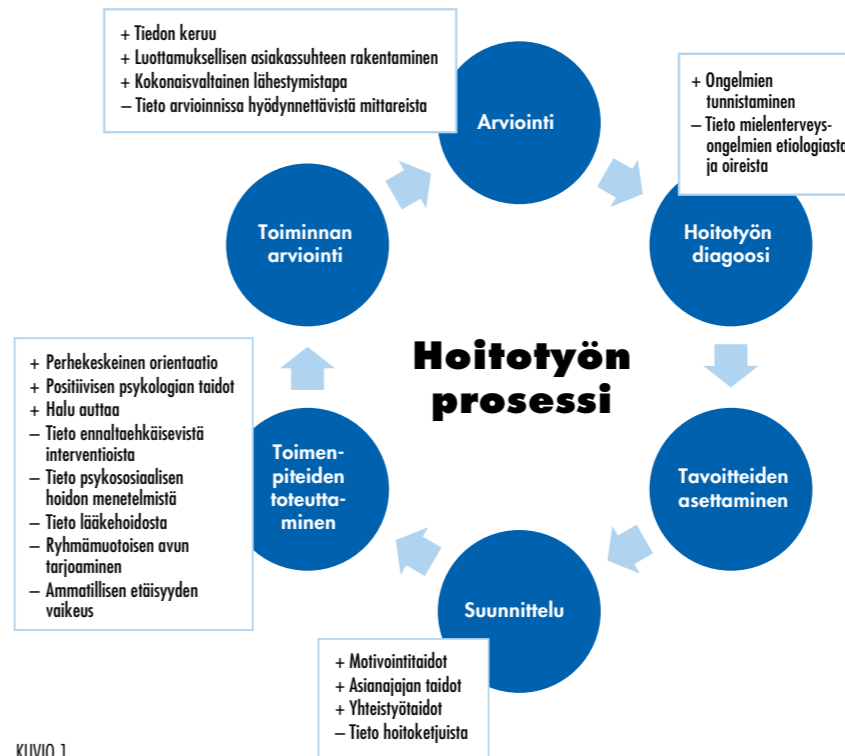 + Tiedon keruu
+ Luottamuksellisen asiakassuhteen rakentaminen
+ Kokonaisvaltainen lähestymistapa
– Tieto arvioinnissa hyödynnettävistä mittareista
Arviointi
+ Ongelmien
tunnistaminen
– Tieto mielenterveys-
ongelmien etiologiasta
ja oireista
Hoitotyön
diagoosi
Tavoitteiden
asettaminen
Suunnittelu
+ Motivointitaidot
+ Asianajajan taidot
+ Yhteistyötaidot
– Tieto hoitoketjuista
Toimen-
piteiden
toteutta-
minen
+ Perhekeskeinen orientaatio
+ Positiivisen psykologian taidot
+ Halu auttaa
– Tieto ennaltaehkäisevistä
interventioista
– Tieto psykososiaalisen
hoidon menetelmistä
– Tieto lääkehoidosta
– Ryhmämuotoisen avun
tarjoaminen
– Ammatillisen etäisyyden
vaikeus
Toiminnan
arviointi
Hoitotyön
prosessi
KUVIO 1